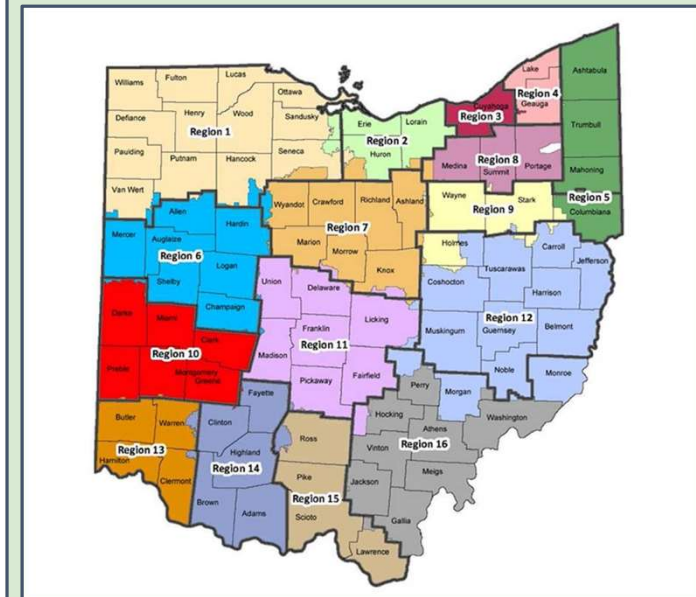 Williams
Fulton
Lucas
Ottawa
Defiance
Henry
Wood
Sandusky
Region 1
Paulding
Putnam
Hancock
Seneca
Van Wert
Erie
Lorain
Region 2
Huron
Cuyahoga
Region 3
Lake
Region 4
Geauga
Ashtabula
Trumbull
Mahoning
Region 5
Columbiana
Medina
Region 8
Summit
Portage
Wayne
Stark
Region 9
Holmes
Wyandot
Crawford
Richland
Ashland
Region 7
Marion
Morrow
Knox
Allen
Hardin
Mercer
Auglaize
Region 6
Logan
Shelby
Champaign
Darke
Miami
Clark
Region 10
Preble
Montgomery
Greene
Union
Delaware
Licking
Franklin
Region 11
Madison
Pickaway
Fairfield
Carroll
Jefferson
Tuscarawas
Coshocton
Harrison
Region 12
Muskingum
Guernsey
Belmont
Noble
Monroe
Morgan
Butler
Warren
Region 13
Hamilton
Clermont
Fayette
Clinton
Highland
Region 14
Brown
Adams
Ross
Pike
Region 15
Scioto
Lawrence
Perry
Hocking
Washington
Athens
Region 16
Vinton
Meigs
Jackson
Gallia